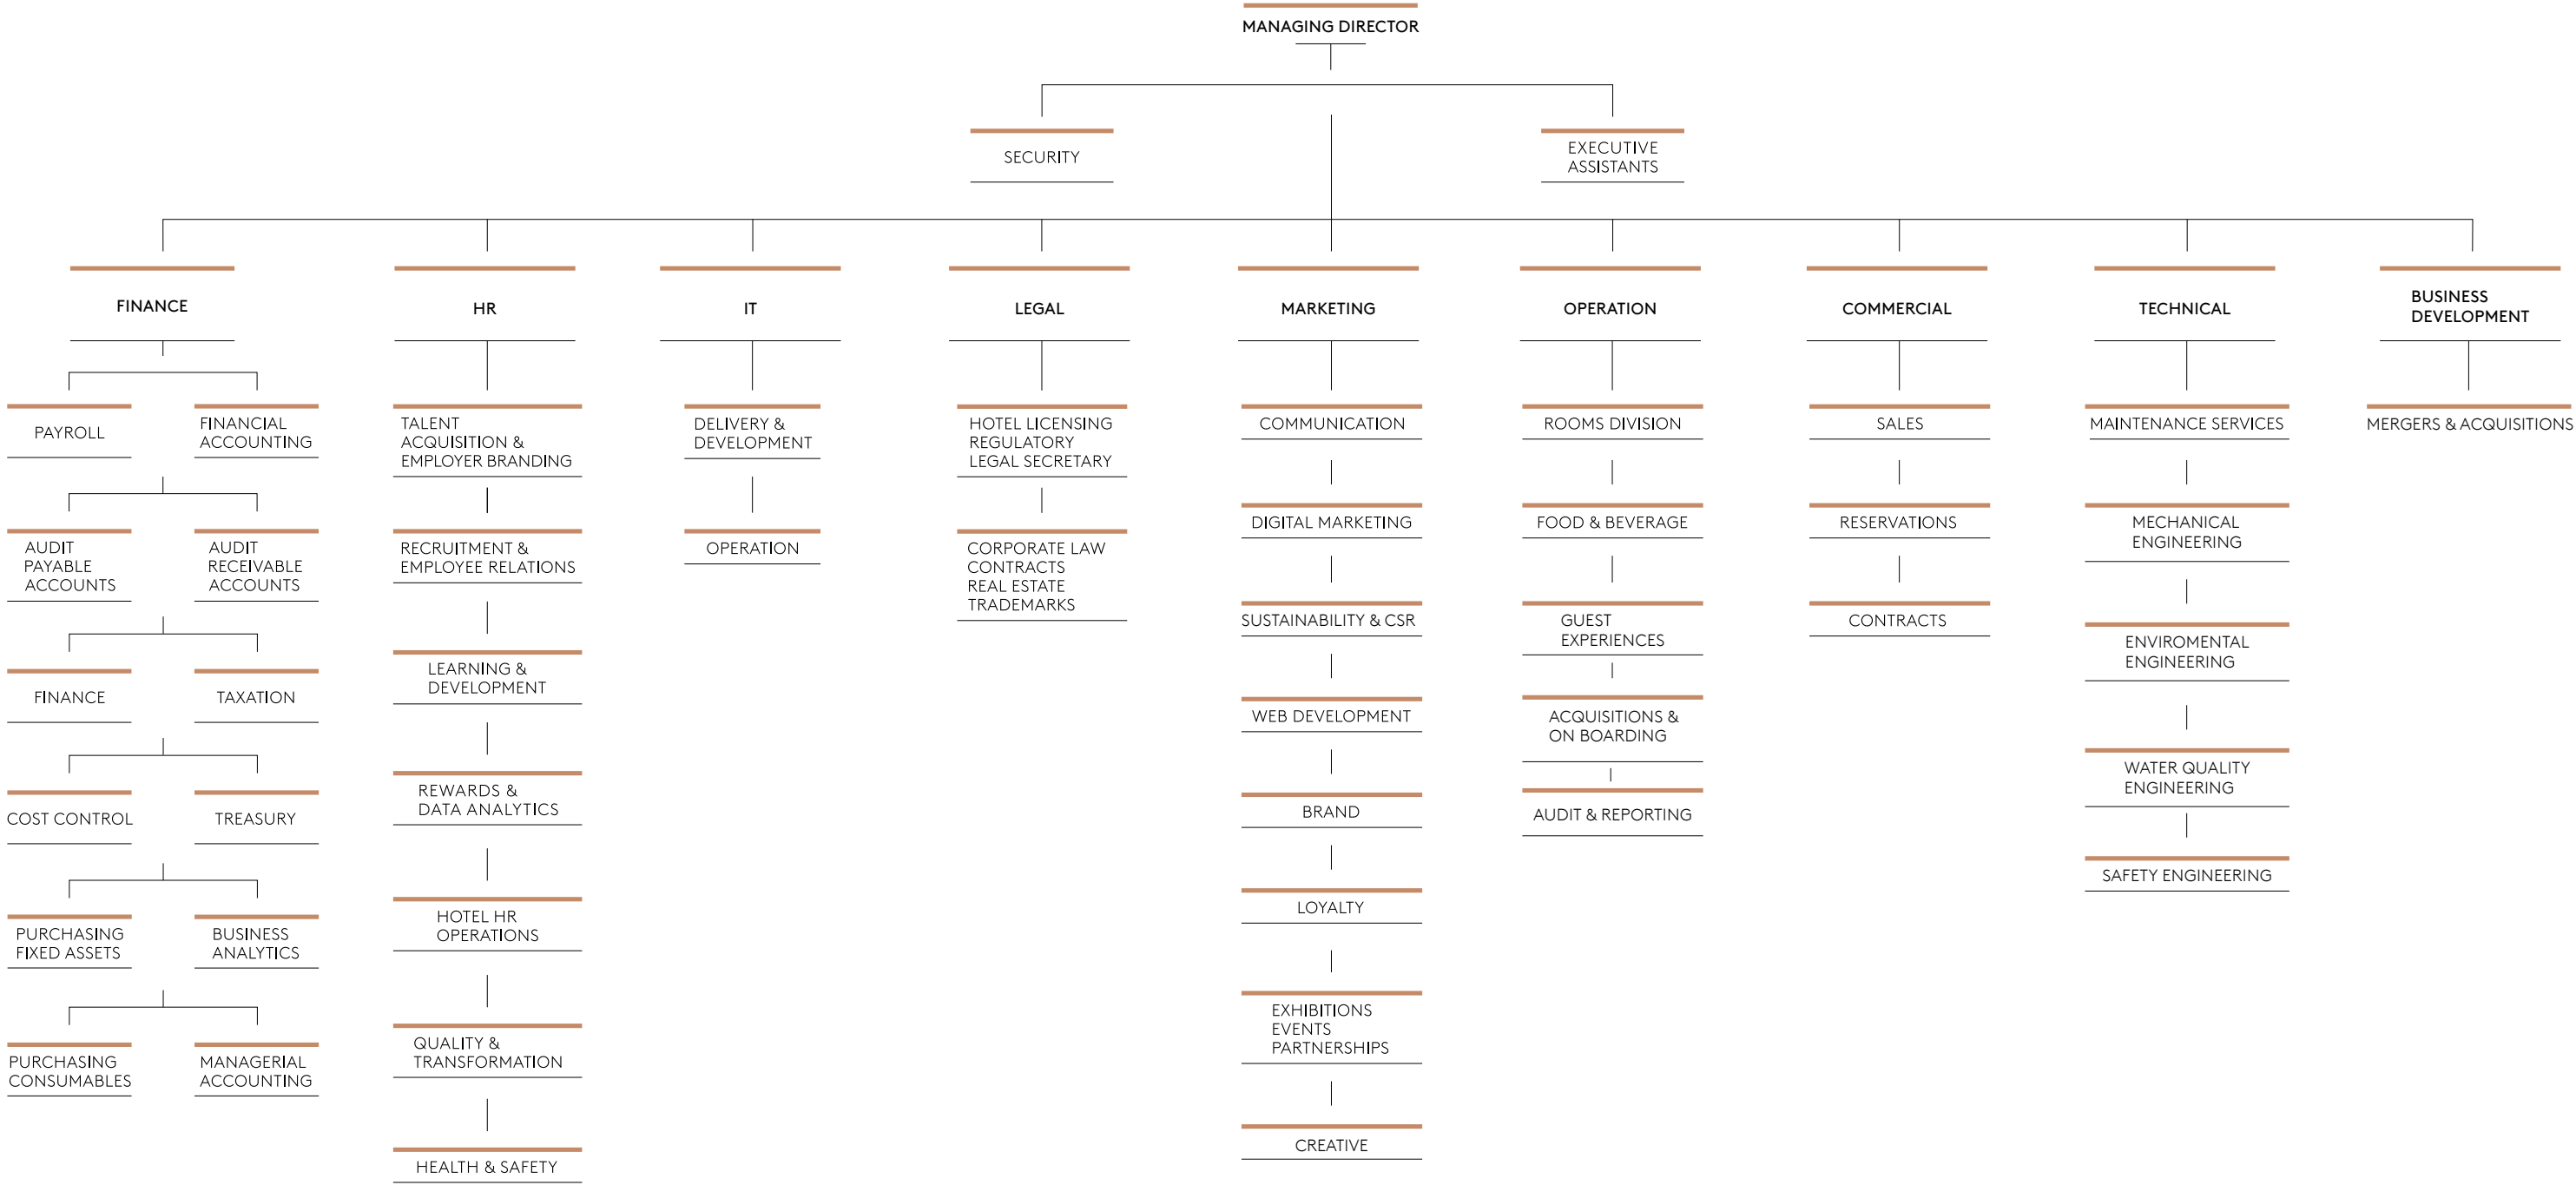 MANAGING DIRECTOR
SECURITY
EXECUTIVE
ASSISTANTS
FINANCE
HR
IT
LEGAL
MARKETING
OPERATION
COMMERCIAL
TECHNICAL
BUSINESS
DEVELOPMENT
PAYROLL
FINANCIAL
ACCOUNTING
AUDIT
PAYABLE
ACCOUNTS
AUDIT
RECEIVABLE
ACCOUNTS
FINANCE
TAXATION
COST CONTROL
TREASURY
PURCHASING
FIXED ASSETS
BUSINESS
ANALYTICS
PURCHASING
CONSUMABLES
MANAGERIAL
ACCOUNTING
TALENT
ACQUISITION &
EMPLOYER BRANDING
RECRUITMENT &
EMPLOYEE RELATIONS
LEARNING &
DEVELOPMENT
REWARDS &
DATA ANALYTICS
HOTEL HR
OPERATIONS
QUALITY &
TRANSFORMATION
HEALTH & SAFETY
DELIVERY &
DEVELOPMENT
OPERATION
HOTEL LICENSING
REGULATORY
LEGAL SECRETARY
CORPORATE LAW
CONTRACTS
REAL ESTATE
TRADEMARKS
COMMUNICATION
DIGITAL MARKETING
SUSTAINABILITY & CSR
WEB DEVELOPMENT
BRAND
LOYALTY
EXHIBITIONS
EVENTS
PARTNERSHIPS
CREATIVE
ROOMS DIVISION
FOOD & BEVERAGE
GUEST
EXPERIENCES
ACQUISITIONS &
ON BOARDING
AUDIT & REPORTING
SALES
RESERVATIONS
CONTRACTS
MAINTENANCE SERVICES
MECHANICAL
ENGINEERING
ENVIROMENTAL
ENGINEERING
WATER QUALITY
ENGINEERING
SAFETY ENGINEERING
MERGERS & ACQUISITIONS